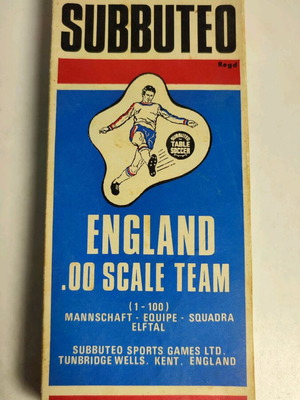 SUBBUTEO
Regd
SUBBUTEO
TABLE
SOCCER
ENGLAND
.00 SCALE TEAM
(1-100)
MANNSCHAFT - EQUIPE - SQUADRA
ELFTAL
SUBBUTEO SPORTS GAMES LTD.
TUNBRIDGE WELLS. KENT. ENGLAND